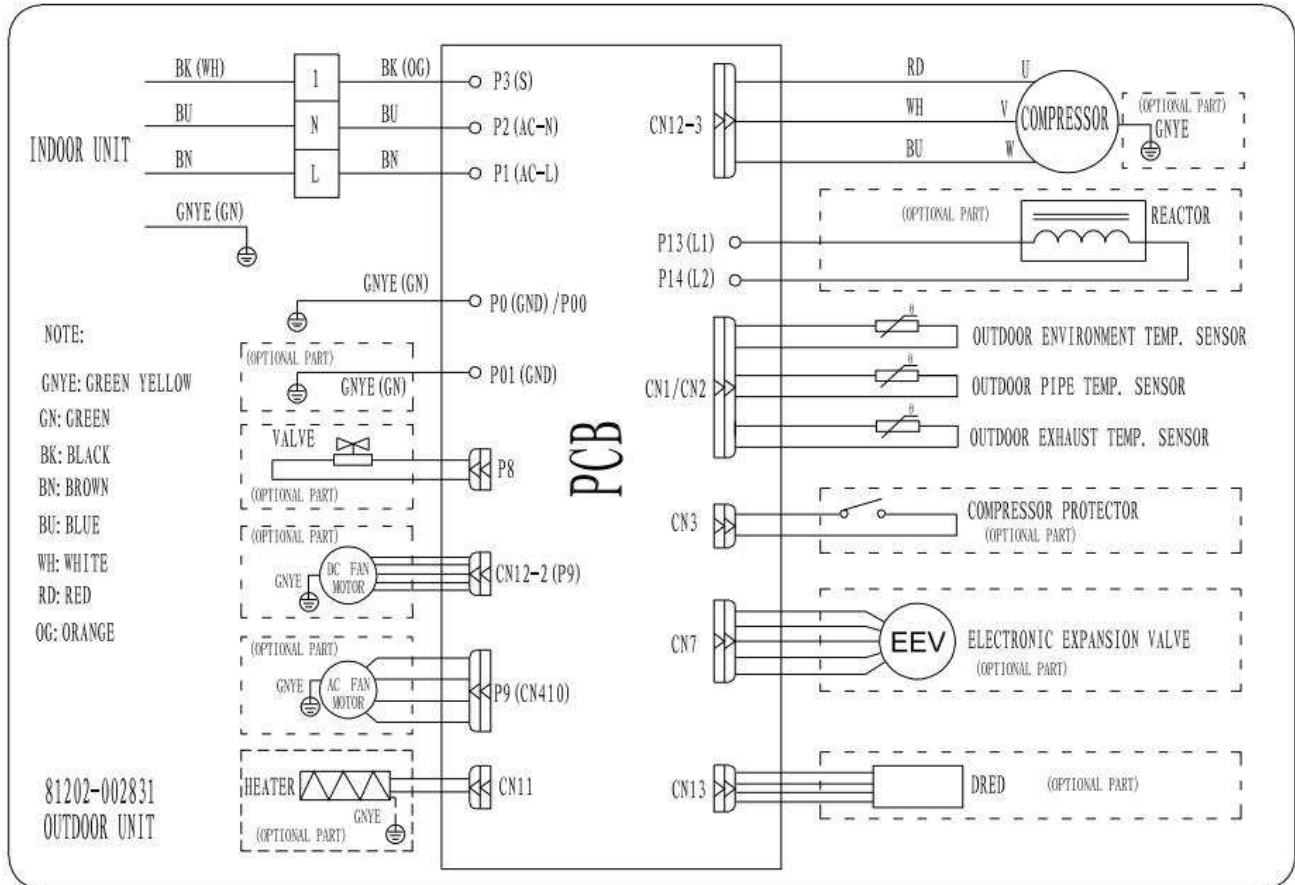 BK(WH)
1
BK(OG)
P3(S)
BU
N
BU
P2(AC-N)
INDOOR UNIT
BN
L
BN
P1(AC-L)
GNYE(GN)
GNYE(GN)
P0(GND)/P00
NOTE:
GNYE: GREEN YELLOW
GN: GREEN
BK: BLACK
BN: BROWN
BU: BLUE
WH: WHITE
RD: RED
OG: ORANGE
(OPTIONAL PART)
GNYE(GN)
P01(GND)
VALVE
P8
(OPTIONAL PART)
(OPTIONAL PART)
DC FAN
MOTOR
GNYE
CN12-2(P9)
(OPTIONAL PART)
GNYE
AC FAN
MOTOR
P9(CN410)
HEATER
CN11
GNYE
(OPTIONAL PART)
81202-002831
OUTDOOR UNIT
PCB
CN12-3
RD
U
WH
V
BU
W
COMPRESSOR
(OPTIONAL PART)
GNYE
(OPTIONAL PART)
REACTOR
P13(L1)
P14(L2)
CN1/CN2
θ
OUTDOOR ENVIRONMENT TEMP. SENSOR
θ
OUTDOOR PIPE TEMP. SENSOR
θ
OUTDOOR EXHAUST TEMP. SENSOR
CN3
COMPRESSOR PROTECTOR
(OPTIONAL PART)
CN7
EEV
ELECTRONIC EXPANSION VALVE
(OPTIONAL PART)
CN13
DRED
(OPTIONAL PART)